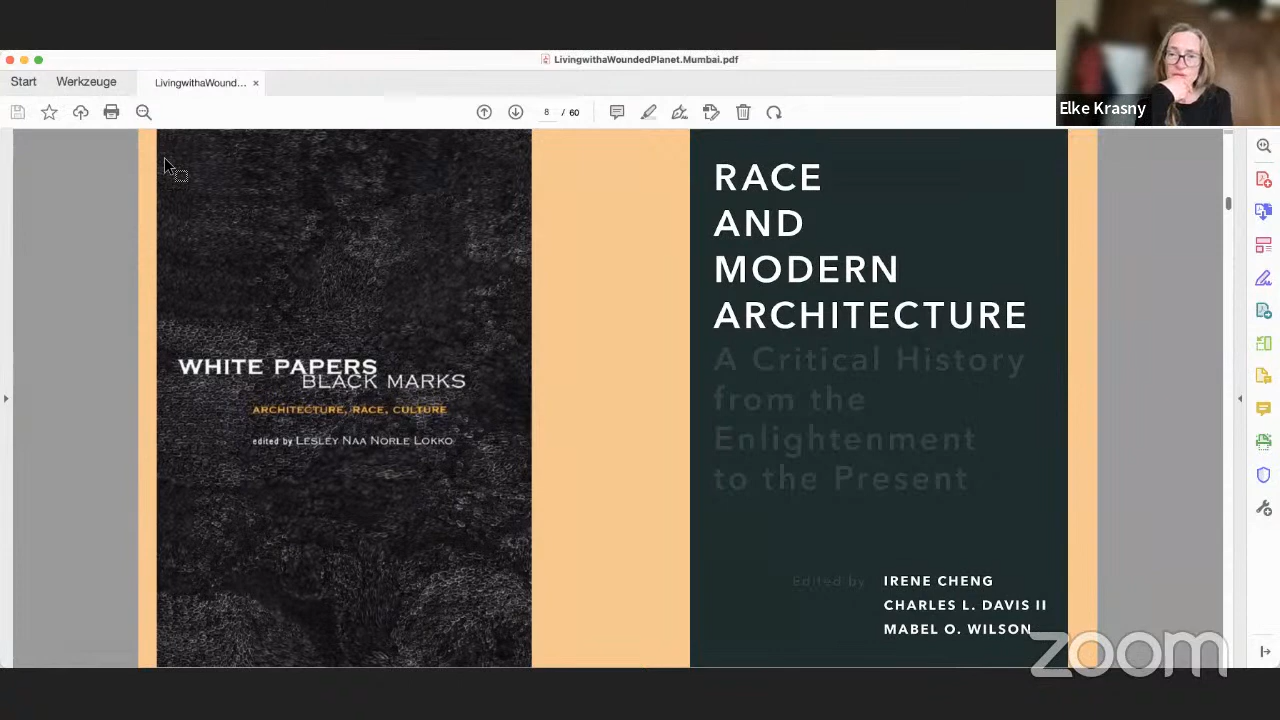 LivingwithaWoundedPlanet.Mumbai.pdf
Start
Werkzeuge
LivingwithaWound...
8 / 60
Elke Krasny
WHITE PAPERS
BLACK MARKS
ARCHITECTURE, RACE, CULTURE
edited by LESLEY NAA NORLE LOKKO
RACE
AND
MODERN
ARCHITECTURE
A Critical History
from the
Enlightenment
to the Present
Edited by
IRENE CHENG
CHARLES L. DAVIS II
MABEL O. WILSON
zoom